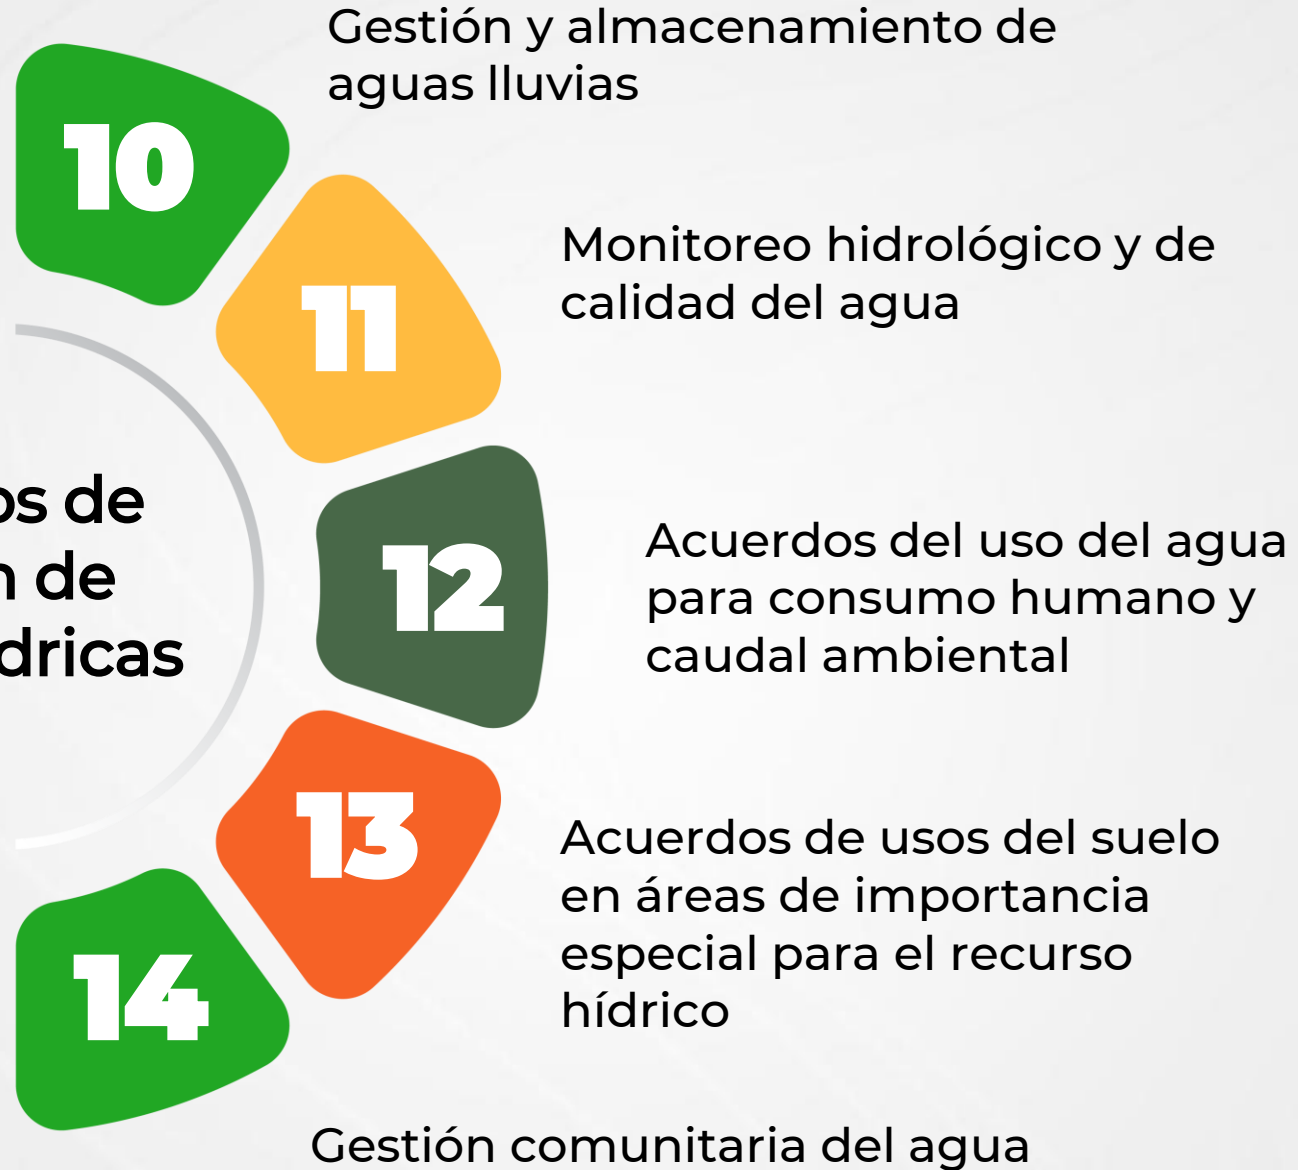 Gestión y almacenamiento de
aguas lluvias
10
Monitoreo hidrológico y de
calidad del agua
11
os de
n de
dricas
12
Acuerdos del uso del agua
para consumo humano y
caudal ambiental
13
Acuerdos de usos del suelo
en áreas de importancia
especial para el recurso
hídrico
14
Gestión comunitaria del agua